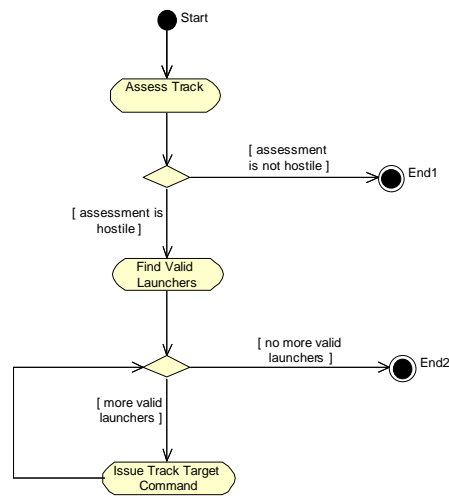 Start
Assess Track
[ assessment
is not hostile ]
End1
[ assessment is
hostile ]
Find Valid
Launchers
[ no more valid
launchers ]
End2
[ more valid
launchers ]
Issue Track Target
Command